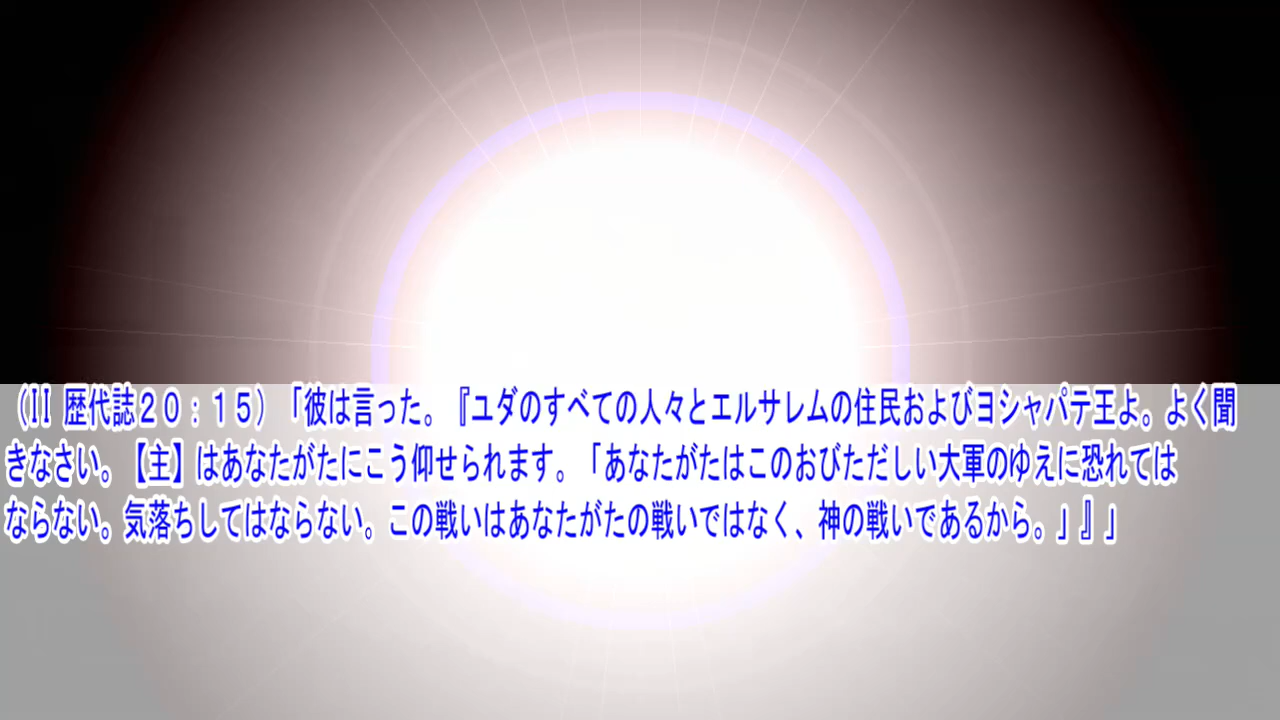 （II 歴代誌２０：１５）「彼は言った。『ユダのすべての人々とエルサレムの住民およびヨシャパテ王よ。よく聞
きなさい。【主】はあなたがたにこう仰せられます。「あなたがたはこのおびただしい大軍のゆえに恐れては
ならない。気落ちしてはならない。この戦いはあなたがたの戦いではなく、神の戦いであるから。」』」